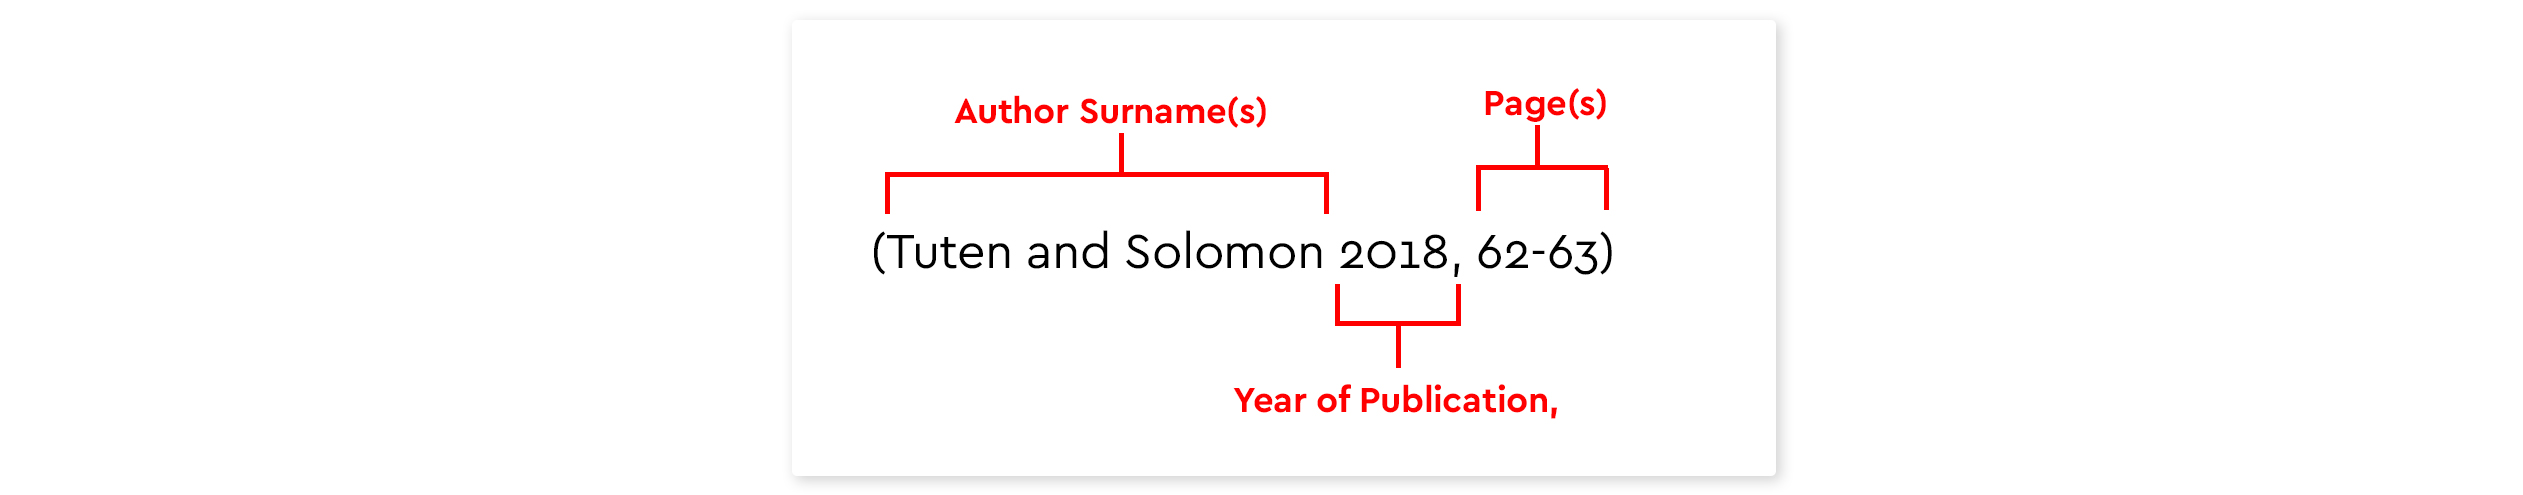 Author Surname(s)
Page(s)
(Tuten and Solomon 2018, 62-63)
Year of Publication,